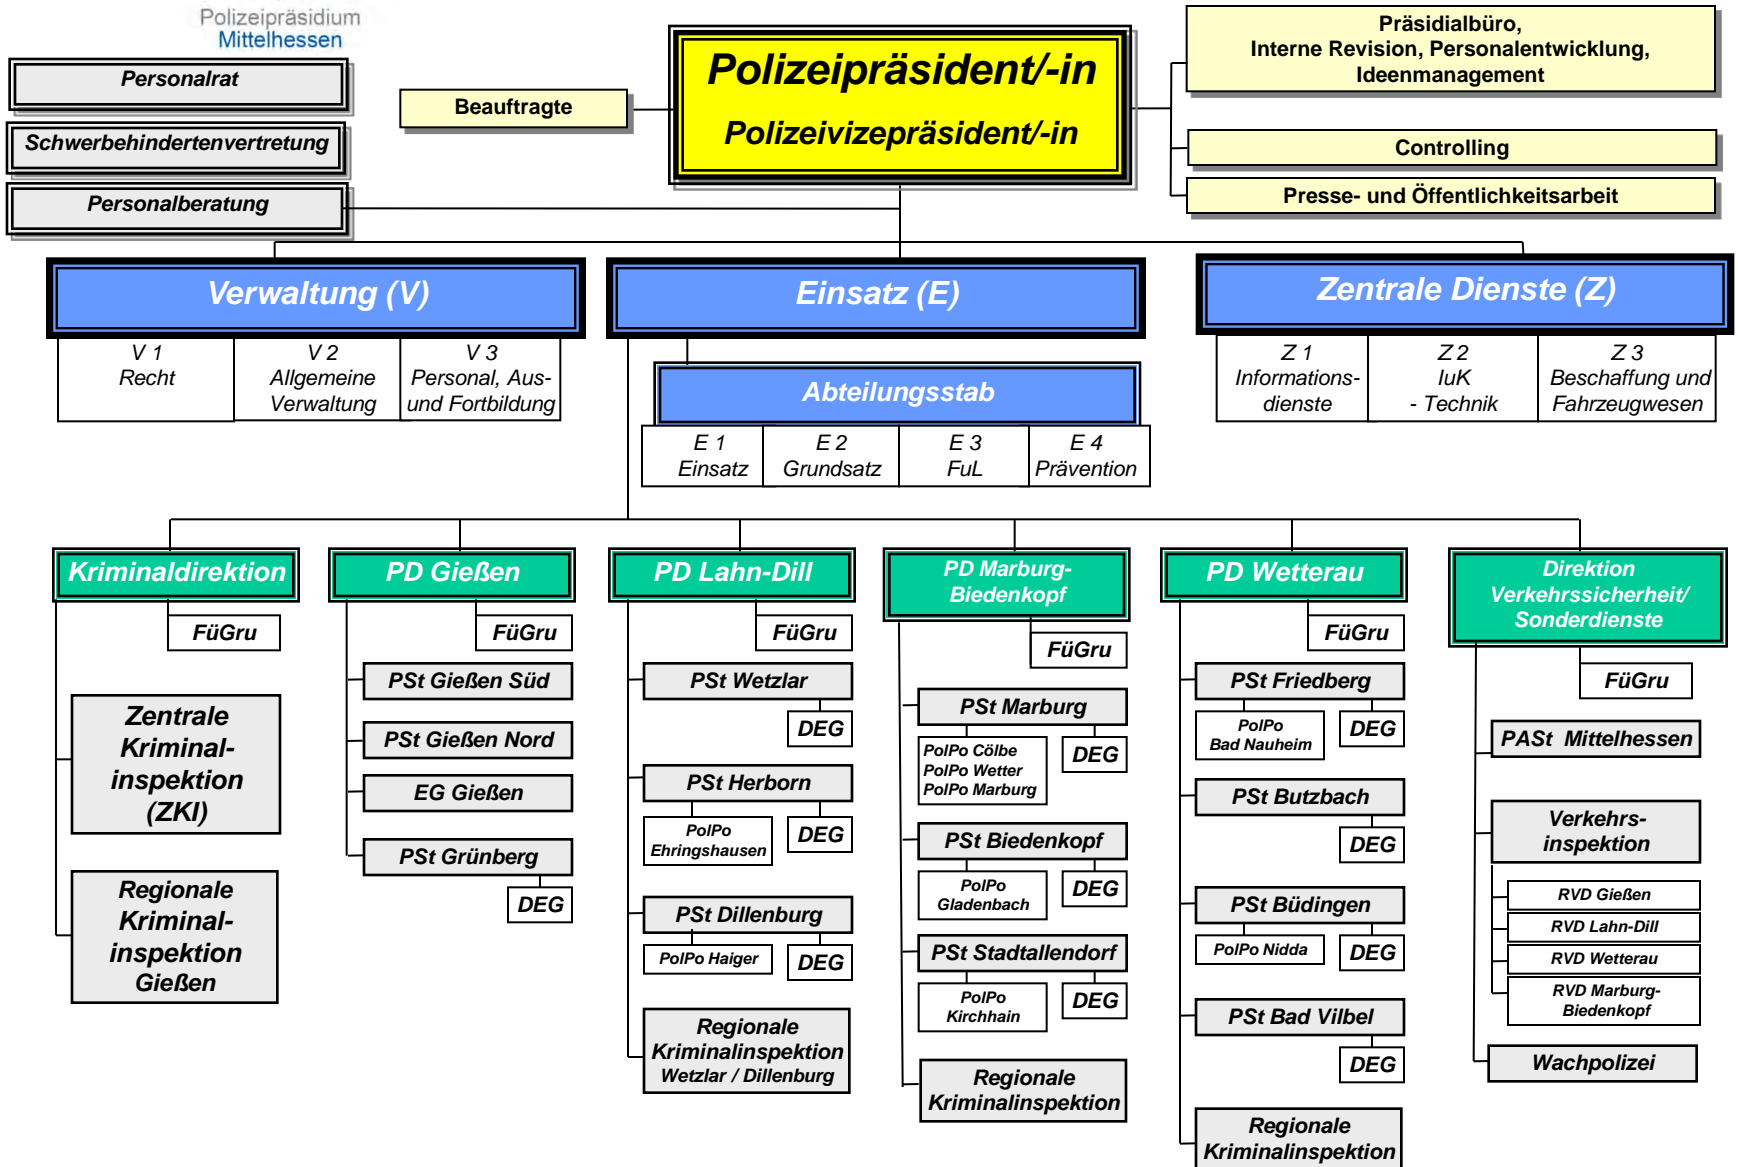 Polizeipräsidium
Mittelhessen
Personalrat
Schwerbehindertenvertretung
Personalberatung
Beauftragte
Polizeipräsident/-in
Polizeivizepräsident/-in
Präsidialbüro,
Interne Revision, Personalentwicklung,
Ideenmanagement
Controlling
Presse- und Öffentlichkeitsarbeit
Verwaltung (V)
V 1
Recht
V 2
Allgemeine
Verwaltung
V 3
Personal, Aus-
und Fortbildung
Einsatz (E)
Abteilungsstab
E 1
Einsatz
E 2
Grundsatz
E 3
FuL
E 4
Prävention
Zentrale Dienste (Z)
Z 1
Informations-
dienste
Z 2
IuK
- Technik
Z 3
Beschaffung und
Fahrzeugwesen
Kriminaldirektion
FüGru
Zentrale
Kriminal-
inspektion
(ZKI)
Regionale
Kriminal-
inspektion
Gießen
PD Gießen
FüGru
PSt Gießen Süd
PSt Gießen Nord
EG Gießen
PSt Grünberg
DEG
PD Lahn-Dill
FüGru
PSt Wetzlar
DEG
PSt Herborn
PolPo
Ehringshausen
DEG
PSt Dillenburg
PolPo Haiger
DEG
Regionale
Kriminalinspektion
Wetzlar / Dillenburg
PD Marburg-
Biedenkopf
FüGru
PSt Marburg
PolPo Cölbe
PolPo Wetter
PolPo Marburg
DEG
PSt Biedenkopf
PolPo
Gladenbach
DEG
PSt Stadtallendorf
PolPo
Kirchhain
DEG
Regionale
Kriminalinspektion
PD Wetterau
FüGru
PSt Friedberg
PolPo
Bad Nauheim
DEG
PSt Butzbach
DEG
PSt Büdingen
PolPo Nidda
DEG
PSt Bad Vilbel
DEG
Regionale
Kriminalinspektion
Direktion
Verkehrssicherheit/
Sonderdienste
FüGru
PASt Mittelhessen
Verkehrs-
inspektion
RVD Gießen
RVD Lahn-Dill
RVD Wetterau
RVD Marburg-
Biedenkopf
Wachpolizei